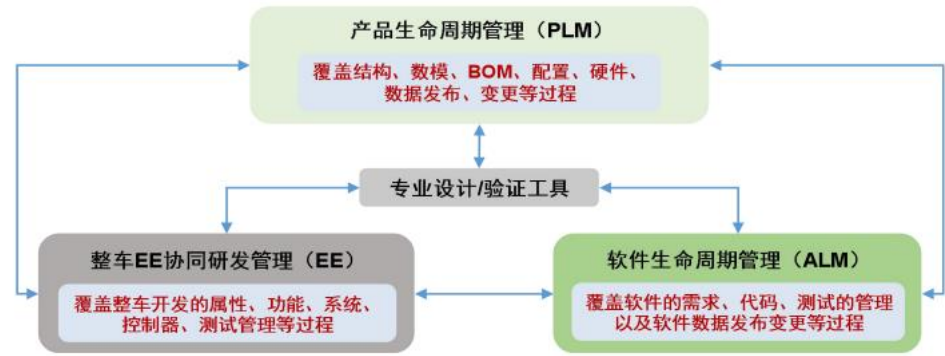 产品生命周期管理（PLM）
覆盖结构、数模、BOM、配置、硬件、
数据发布、变更等过程
专业设计/验证工具
整车EE协同研发管理（EE）
覆盖整车开发的属性、功能、系统、
控制器、测试管理等过程
软件生命周期管理（ALM）
覆盖软件的需求、代码、测试的管理
以及软件数据发布变更等过程